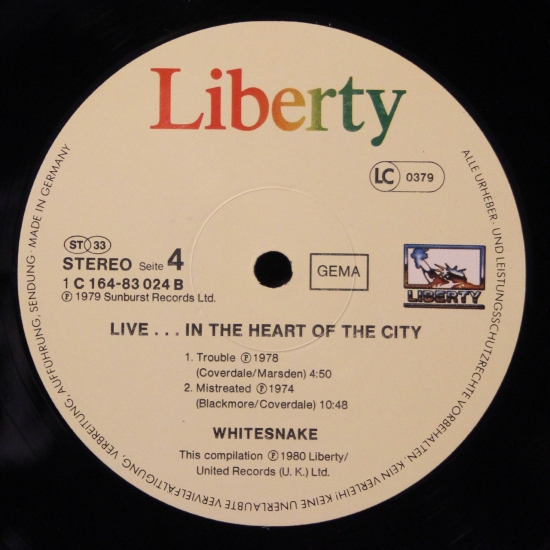 Liberty
LC 0379
ST 33
STEREO Seite 4
1 C 164-83 024 B
℗ 1979 Sunburst Records Ltd.
GEMA
LIBERTY
LIVE . . . IN THE HEART OF THE CITY
1. Trouble ℗ 1978
(Coverdale/Marsden) 4:50
2. Mistreated ℗ 1974
(Blackmore/Coverdale) 10:48
WHITESNAKE
This compilation ℗ 1980 Liberty/
United Records (U. K.) Ltd.
ALLE URHEBER- UND LEISTUNGSSCHUTZRECHTE VORBEHALTEN. KEIN VERLEIH! KEINE UNERLAUBTE VERVIELFÄLTIGUNG, VERBREITUNG, AUFFÜHRUNG, SENDUNG · MADE IN GERMANY